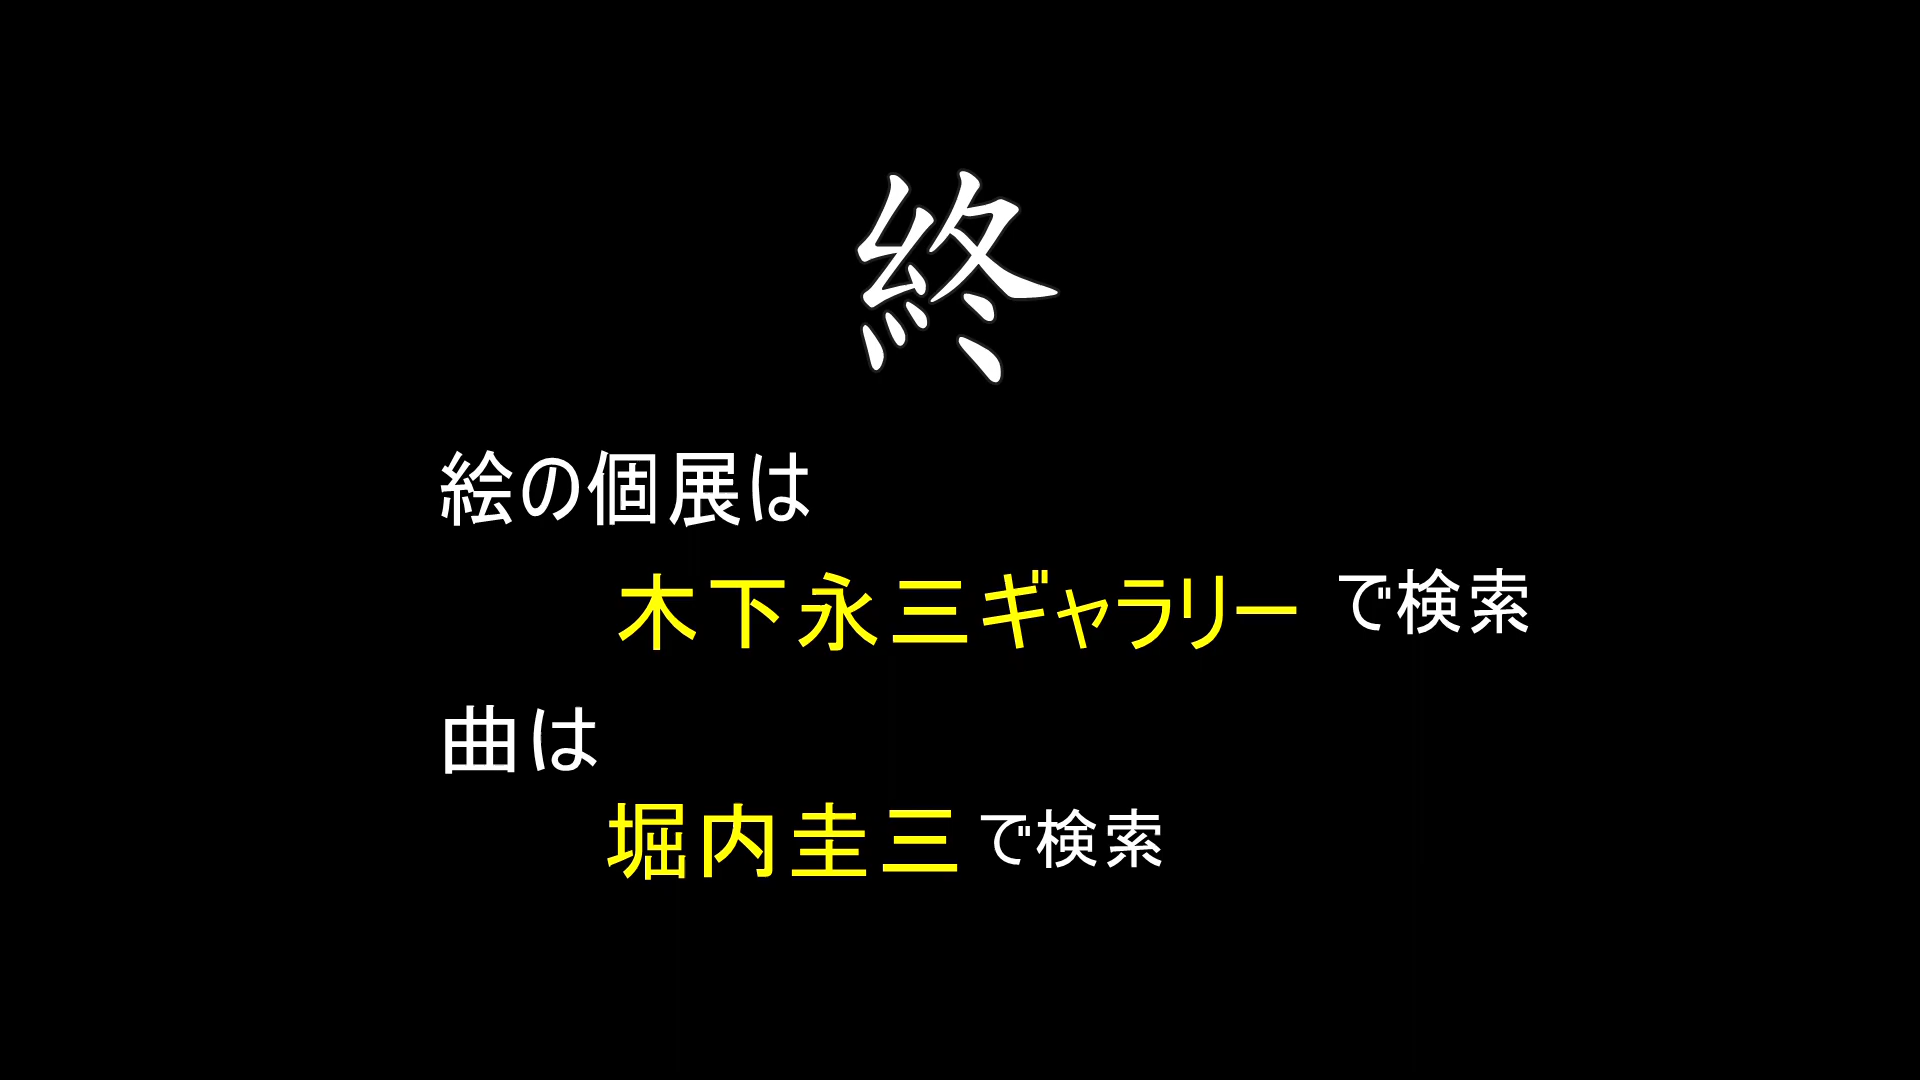 終
絵の個展は
木下永三ギャラリー で検索
曲は
堀内圭三 で検索